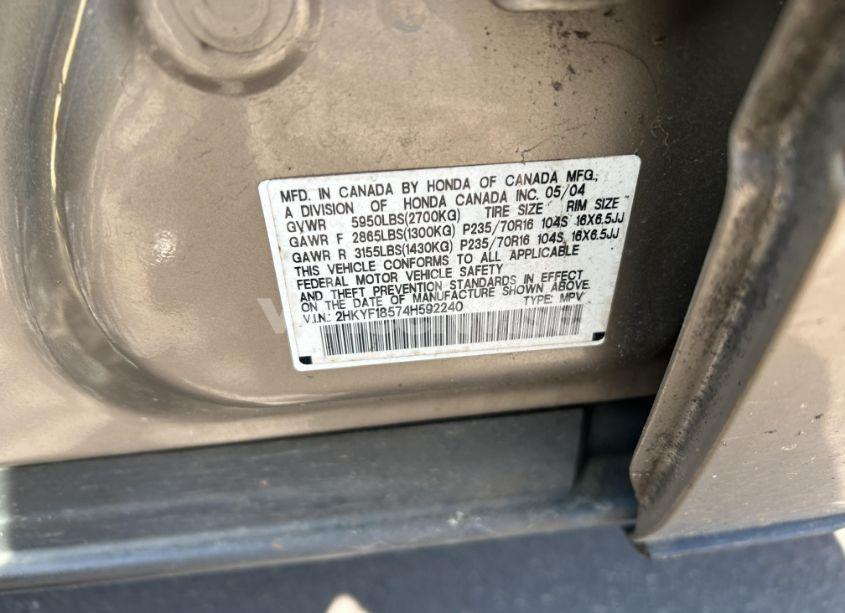 MFD. IN CANADA BY HONDA OF CANADA MFG.,
A DIVISION OF HONDA CANADA INC. 05/04
GVWR 5950LBS(2700KG) TIRE SIZE RIM SIZE
GAWR F 2865LBS(1300KG) P235/70R16 104S 16X6.5JJ
GAWR R 3155LBS(1430KG) P235/70R16 104S 16X6.5JJ
THIS VEHICLE CONFORMS TO ALL APPLICABLE
FEDERAL MOTOR VEHICLE SAFETY
AND THEFT PREVENTION STANDARDS IN EFFECT
ON THE DATE OF MANUFACTURE SHOWN ABOVE.
V.I.N.: 2HKYF18574H592240 TYPE: MPV